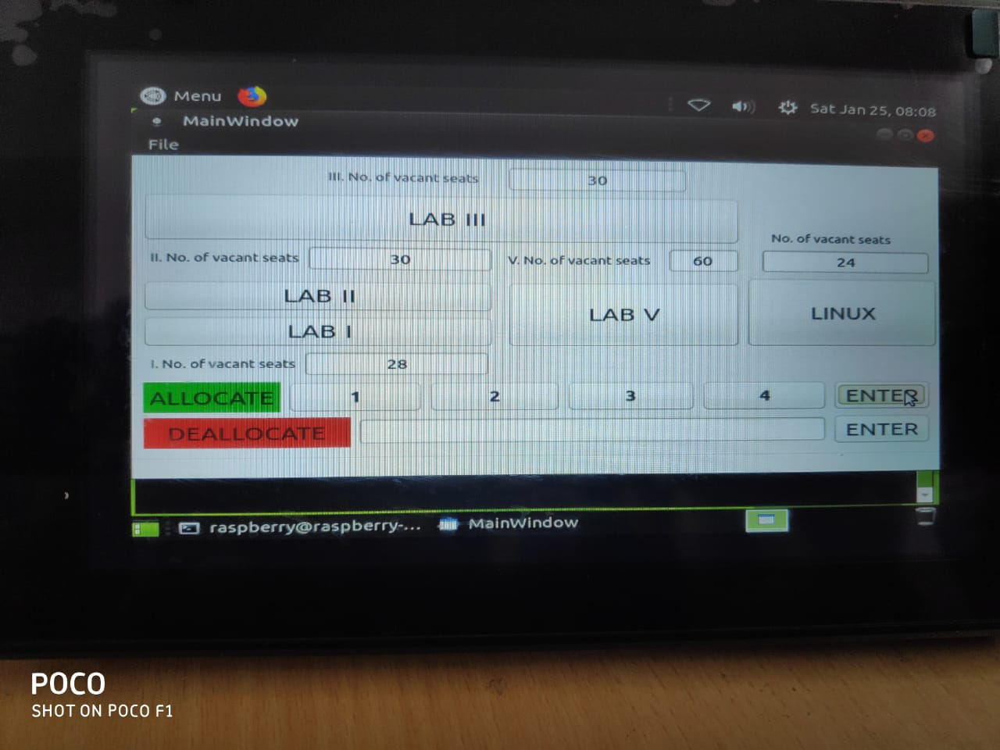 Menu
Sat Jan 25, 08:08
MainWindow
File
III. No. of vacant seats 30
LAB III
No. of vacant seats
II. No. of vacant seats 30 V. No. of vacant seats 60 24
LAB II
LAB V LINUX
LAB I
I. No. of vacant seats 28
ALLOCATE 1 2 3 4 ENTER
DEALLOCATE ENTER
raspberry@raspberry-... MainWindow
POCO
SHOT ON POCO F1